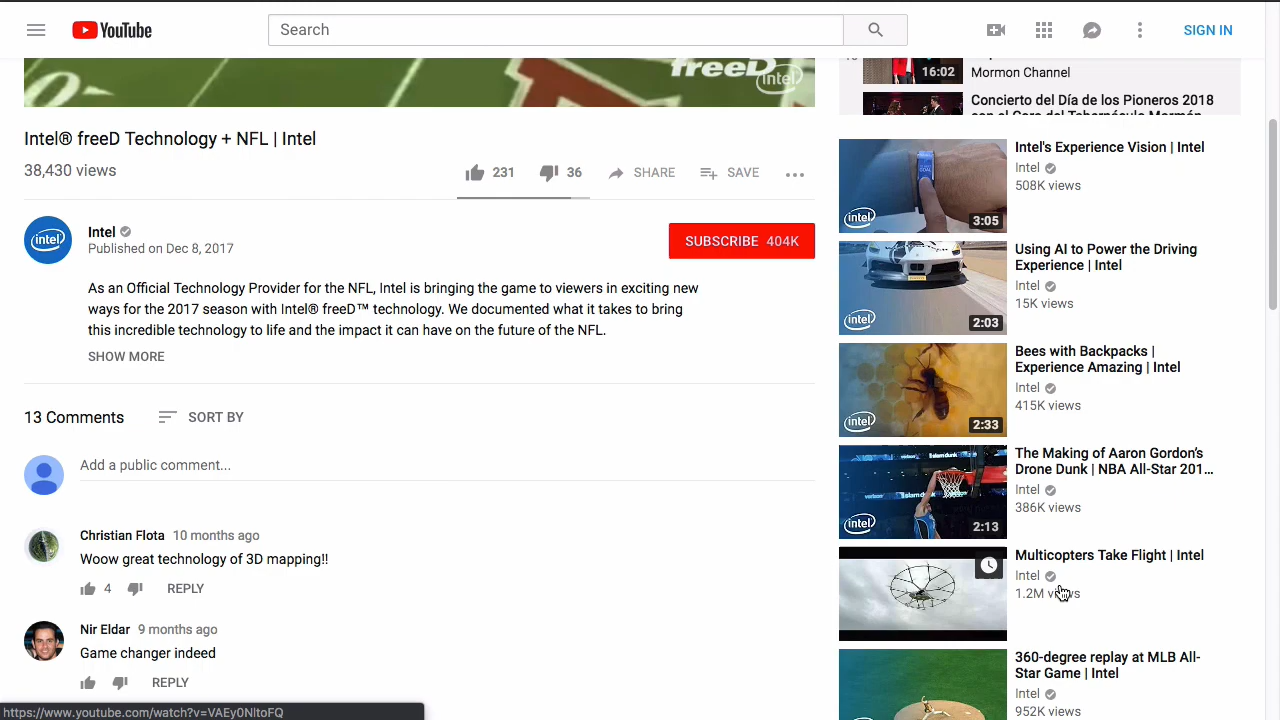 YouTube
Search
SIGN IN
freeD
intel
16:02
Mormon Channel
Concierto del Día de los Pioneros 2018
Intel® freeD Technology + NFL | Intel
38,430 views
231
36
SHARE
SAVE
intel
Intel
Published on Dec 8, 2017
SUBSCRIBE 404K
As an Official Technology Provider for the NFL, Intel is bringing the game to viewers in exciting new
ways for the 2017 season with Intel® freeD™ technology. We documented what it takes to bring
this incredible technology to life and the impact it can have on the future of the NFL.
SHOW MORE
13 Comments
SORT BY
Add a public comment...
Christian Flota 10 months ago
Woow great technology of 3D mapping!!
4
REPLY
Nir Eldar 9 months ago
Game changer indeed
REPLY
https://www.youtube.com/watch?v=VAEy0NltoFQ
intel
3:05
Intel's Experience Vision | Intel
Intel
508K views
intel
2:03
Using AI to Power the Driving
Experience | Intel
Intel
15K views
intel
2:33
Bees with Backpacks |
Experience Amazing | Intel
Intel
415K views
verizon
slamdunk
intel
2:13
The Making of Aaron Gordon's
Drone Dunk | NBA All-Star 201...
Intel
386K views
Multicopters Take Flight | Intel
Intel
1.2M views
360-degree replay at MLB All-
Star Game | Intel
Intel
952K views